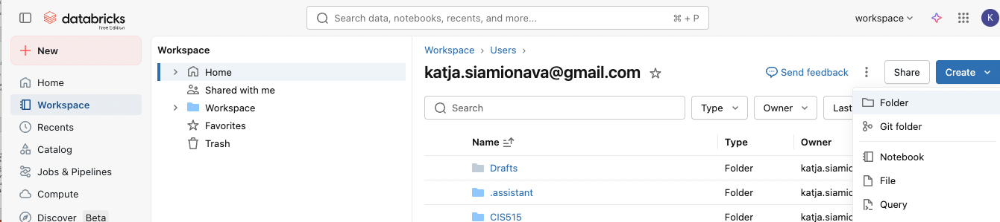 databricks
Free Edition
Search data, notebooks, recents, and more...
⌘ + P
workspace
K
New
Home
Workspace
Recents
Catalog
Jobs & Pipelines
Compute
Discover Beta
Workspace
Home
Shared with me
Workspace
Favorites
Trash
Workspace › Users ›
katja.siamionava@gmail.com
Send feedback
Share
Create
Search
Type
Owner
Last
Folder
Git folder
Notebook
File
Query
Name Type Owner
Drafts Folder katja.siamio
.assistant Folder katja.siamio
CIS515 Folder katja.siamio